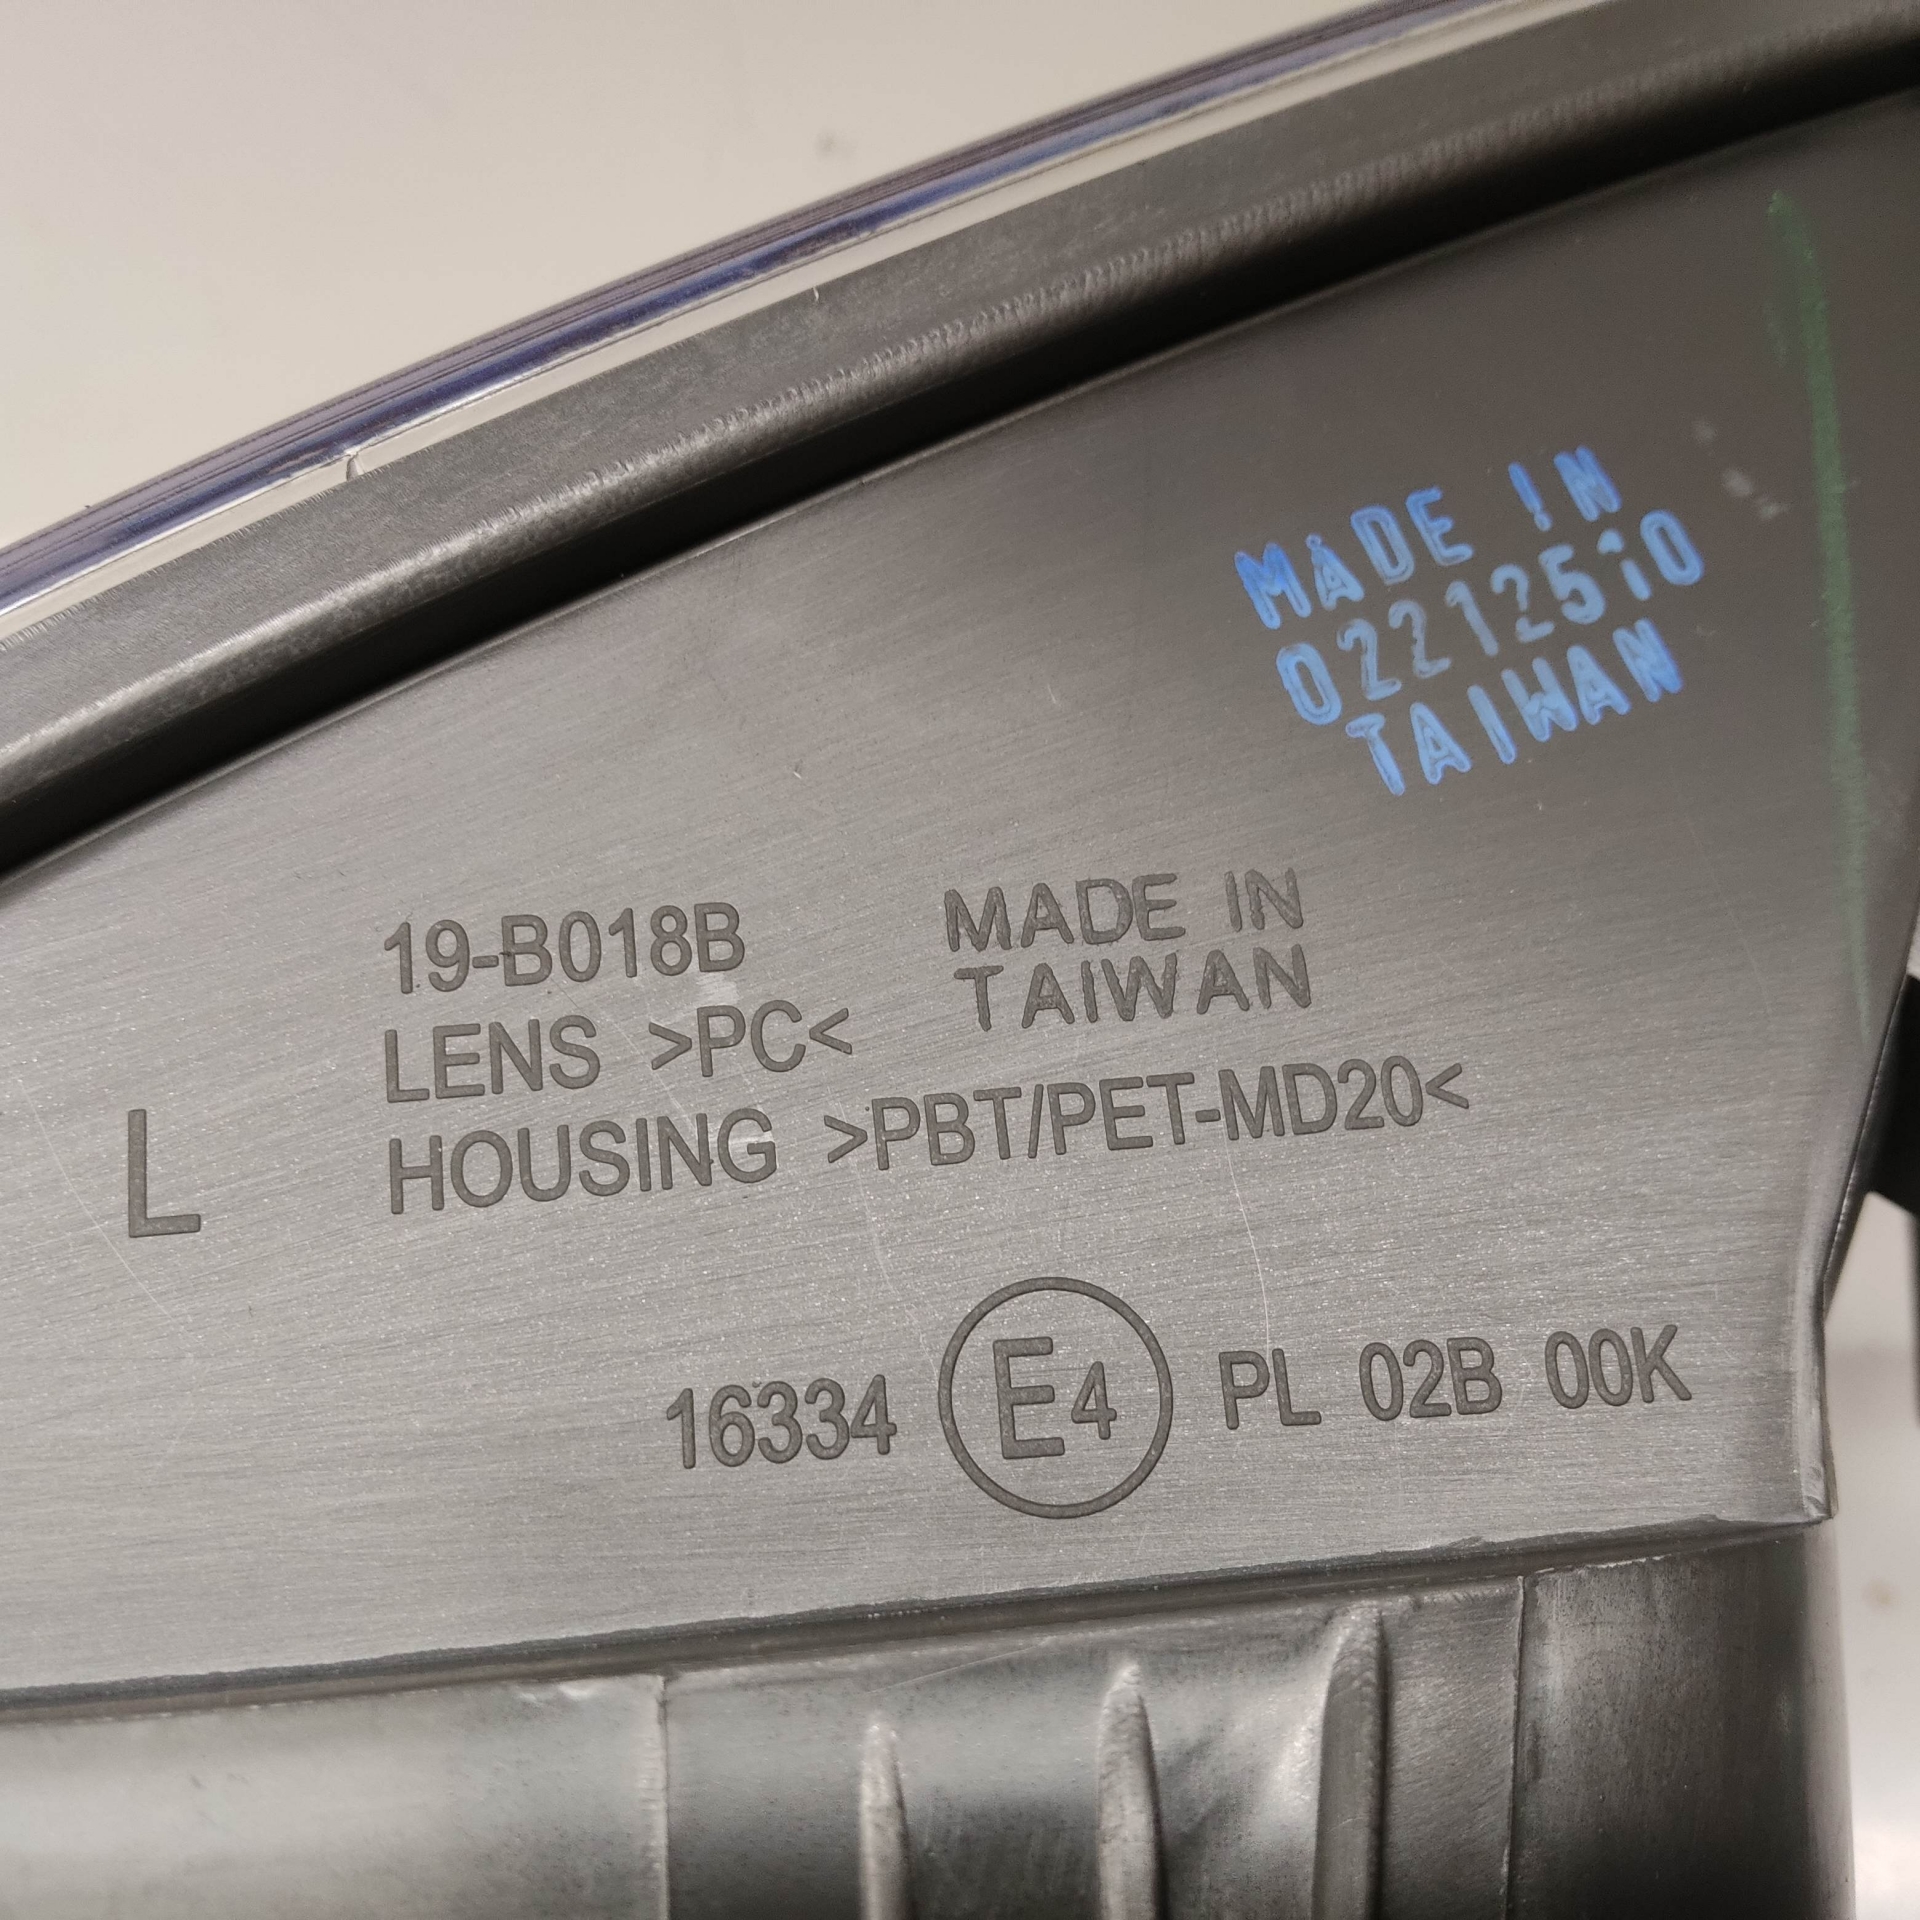 MADE IN
02212510
TAIWAN
19-B018B
MADE IN
TAIWAN
LENS >PC<
HOUSING >PBT/PET-MD20<
L
16334 E4 PL 02B 00K